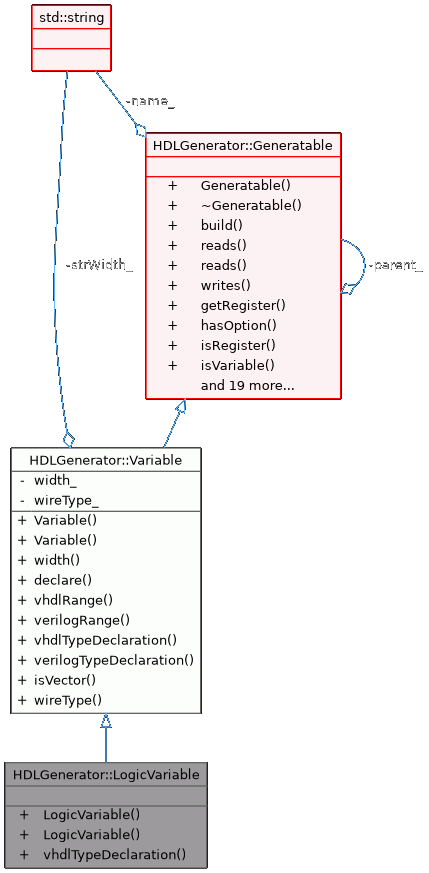 std::string
-name_
HDLGenerator::Generatable
+ Generatable()
+ ~Generatable()
+ build()
+ reads()
+ reads()
+ writes()
+ getRegister()
+ hasOption()
+ isRegister()
+ isVariable()
and 19 more...
-strWidth_
-parent_
HDLGenerator::Variable
- width_
- wireType_
+ Variable()
+ Variable()
+ width()
+ declare()
+ vhdlRange()
+ verilogRange()
+ vhdlTypeDeclaration()
+ verilogTypeDeclaration()
+ isVector()
+ wireType()
HDLGenerator::LogicVariable
+ LogicVariable()
+ LogicVariable()
+ vhdlTypeDeclaration()